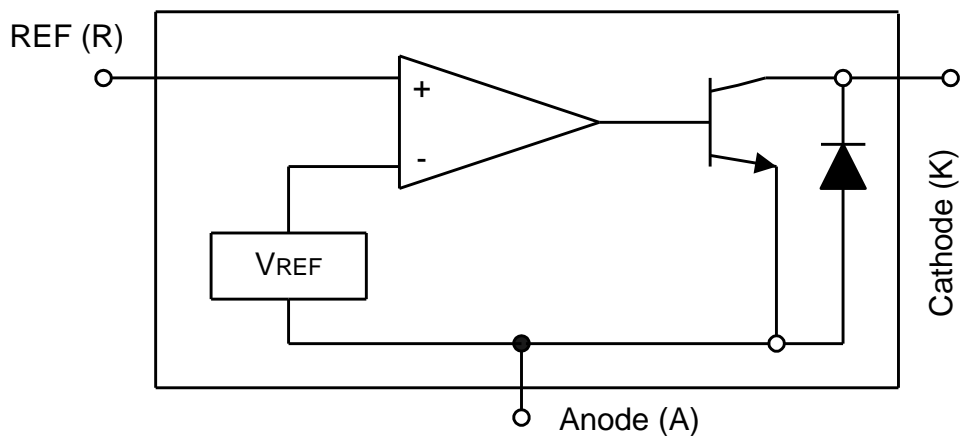 REF (R)
+
-
VREF
Cathode (K)
Anode (A)